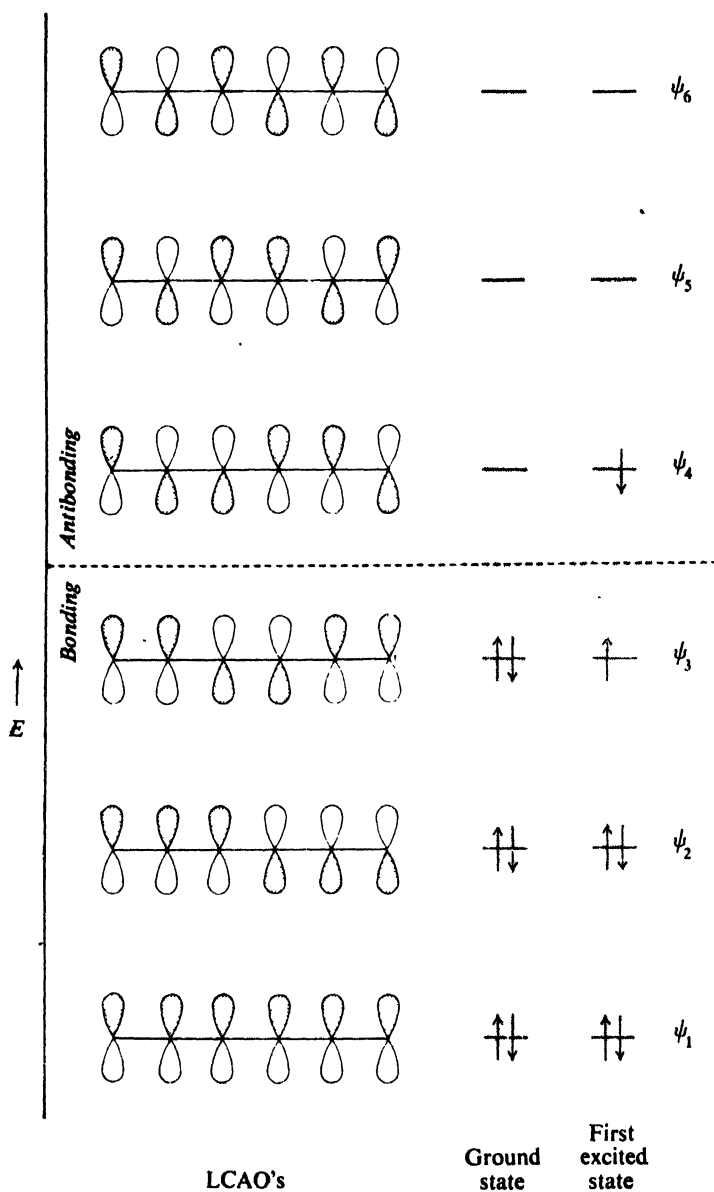 ψ6
ψ5
Antibonding
ψ4
Bonding
ψ3
E
ψ2
ψ1
LCAO's
Ground
state
First
excited
state